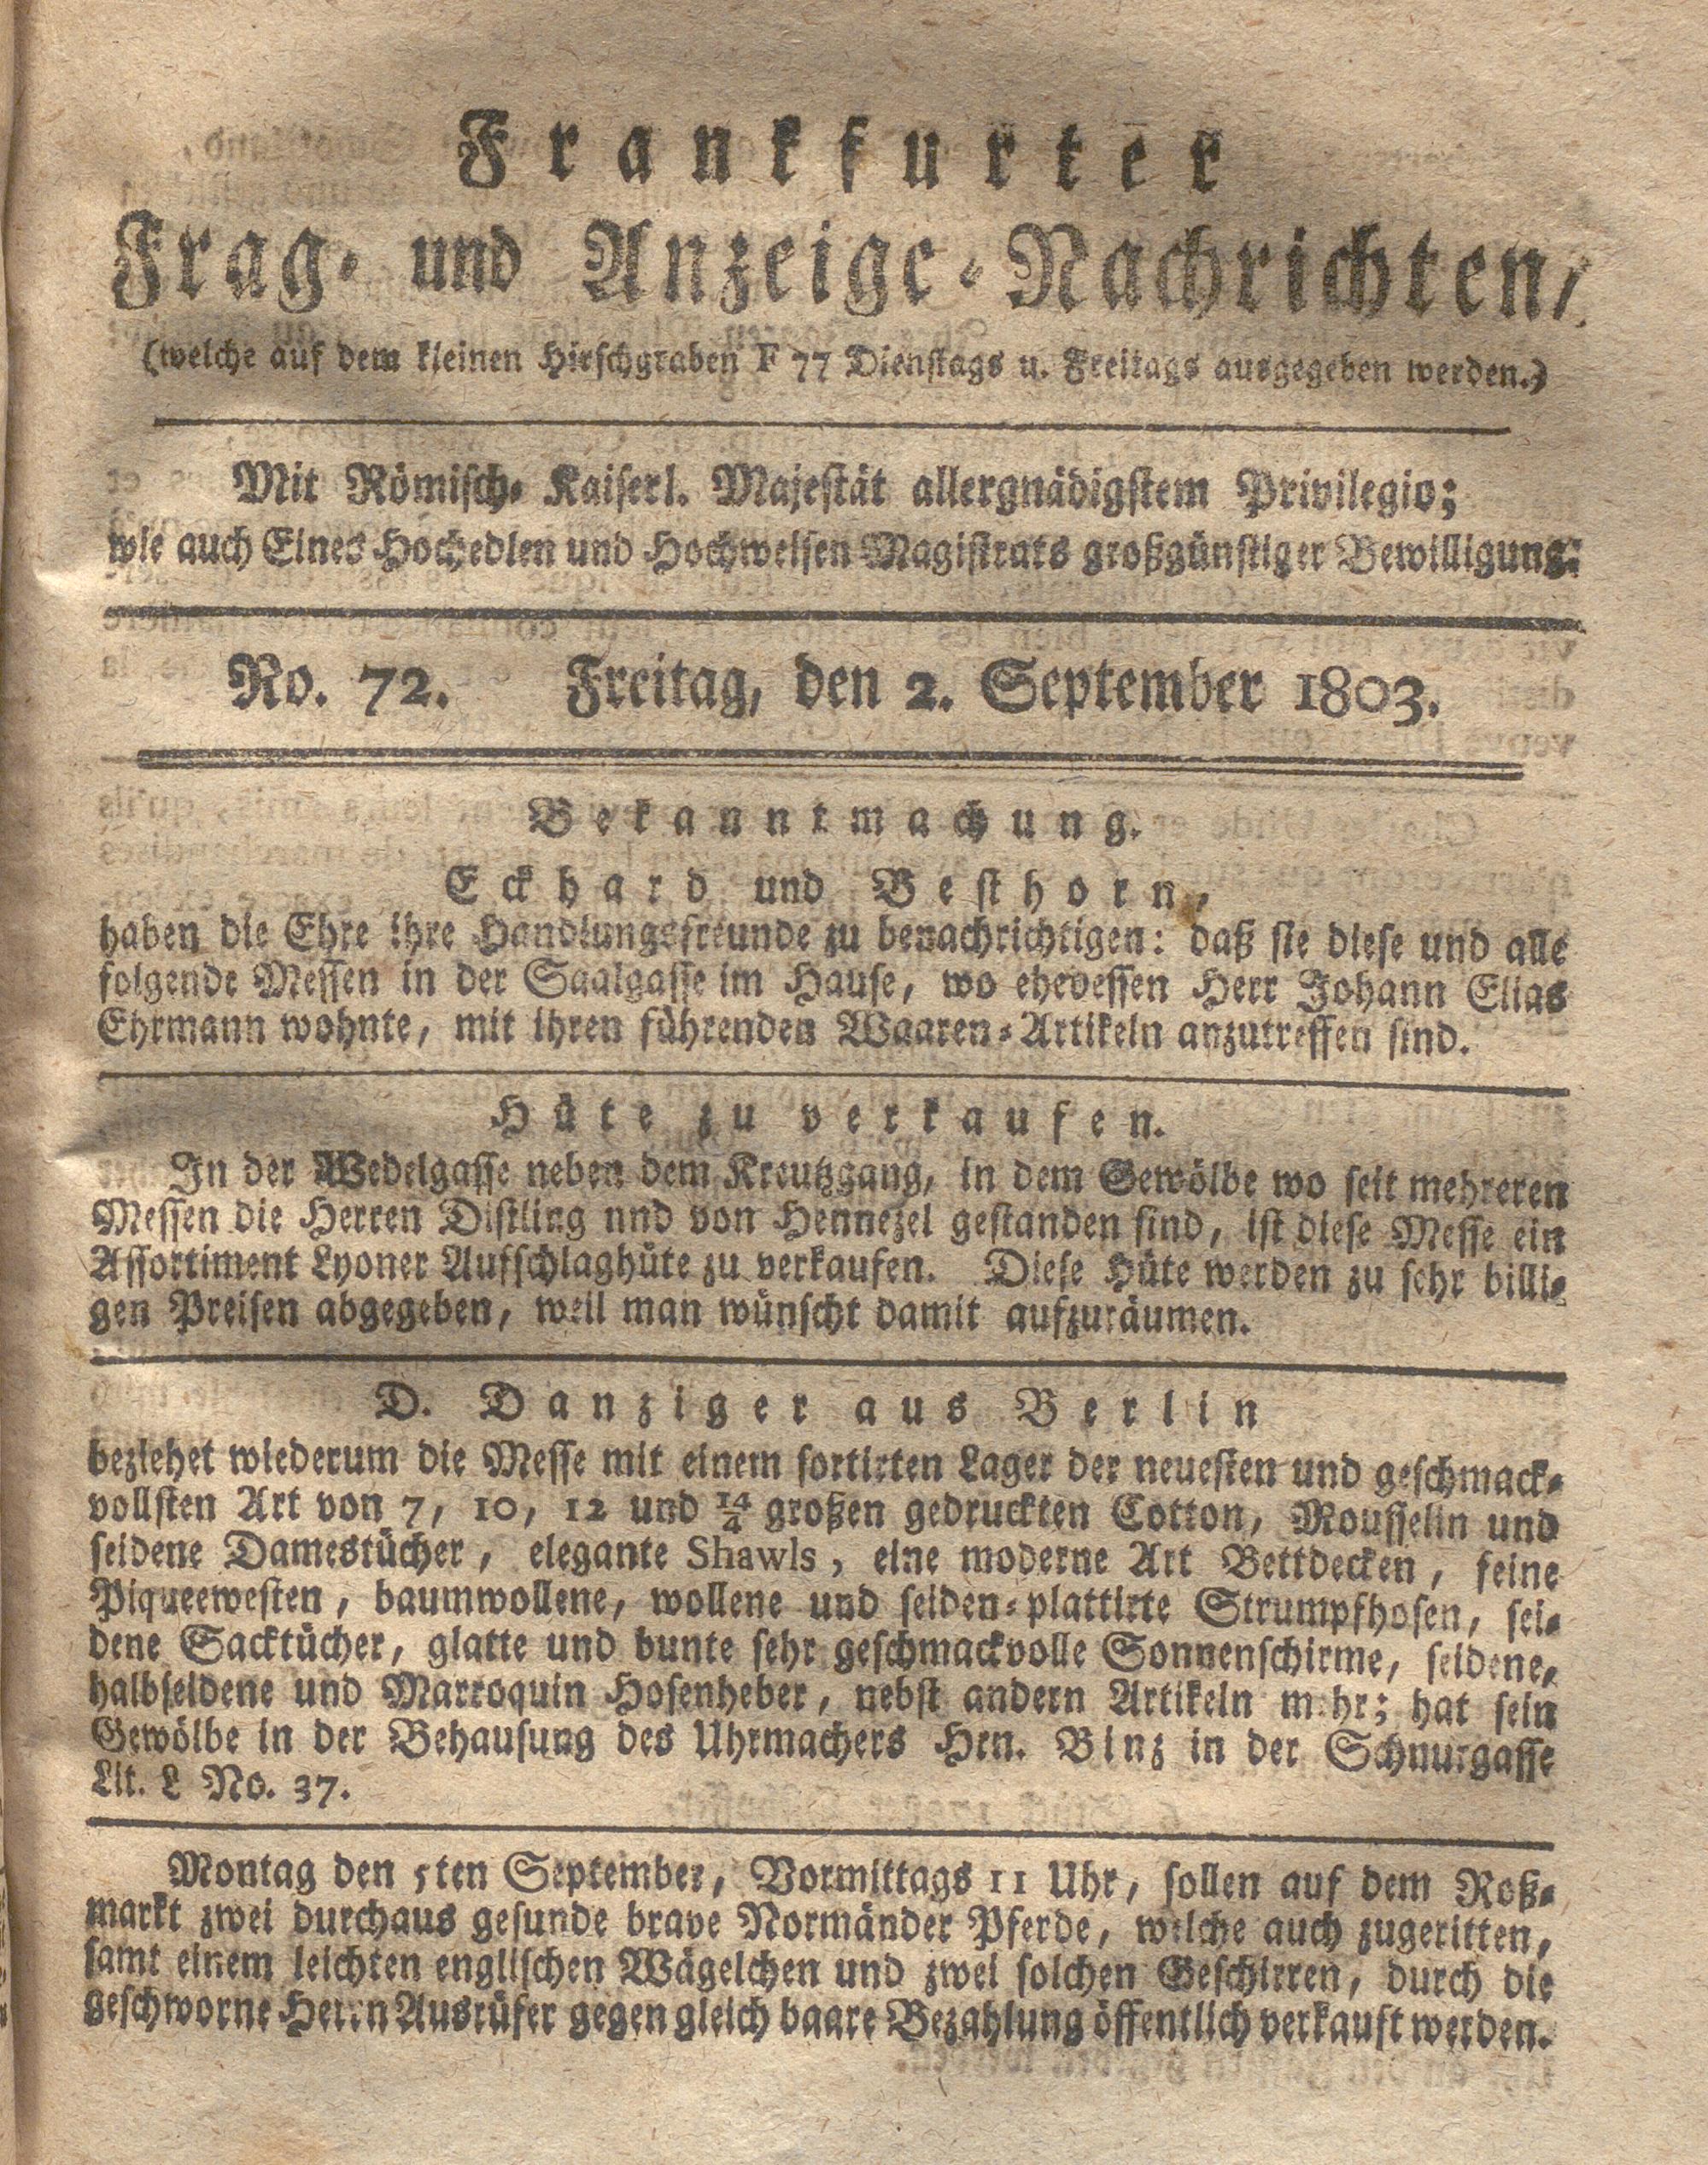 Frankfurter
Frag- und Anzeige-Nachrichten,
(welche auf dem kleinen Hirschgraben F 77 Dienstags u. Freitags ausgegeben werden.)
Mit Römisch-Kaiserl. Majestät allergnädigstem Privilegio;
wie auch Eines Hochedlen und Hochweisen Magistrats großgünstiger Bewilligung.
No. 72. Freitag, den 2. September 1803.
Bekanntmachung.
Eckhard und Besthorn,
haben die Ehre ihre Handlungsfreunde zu benachrichtigen: daß sie diese und alle
folgende Messen in der Saalgasse im Hause, wo ehedessen Herr Johann Elias
Ehrmann wohnte, mit ihren führenden Waaren-Artikeln anzutreffen sind.
Hüte zu verkaufen.
In der Wedelgasse neben dem Kreutzgang, in dem Gewölbe wo seit mehreren
Messen die Herren Distling nnd von Hennezel gestanden sind, ist diese Messe ein
Assortiment Lyoner Aufschlaghüte zu verkaufen. Diese Hüte werden zu sehr billi-
gen Preisen abgegeben, weil man wünscht damit aufzuräumen.
D. Danziger aus Berlin
beziehet wiederum die Messe mit einem sortirten Lager der neuesten und geschmack-
vollsten Art von 7, 10, 12 und 14/4 großen gedruckten Cotton, Mousselin und
seidene Damestücher, elegante Shawls, eine moderne Art Bettdecken, feine
Piqueewesten, baumwollene, wollene und seiden-plattirte Strumpfhosen, sei-
dene Sacktücher, glatte und bunte sehr geschmackvolle Sonnenschirme, seidene,
halbseidene und Marroquin Hosenheber, nebst andern Artikeln mehr; hat sein
Gewölbe in der Behausung des Uhrmachers Hrn. Binz in der Schnurgasse
Lit. L No. 37.
Montag den 5ten September, Vormittags 11 Uhr, sollen auf dem Roß-
markt zwei durchaus gesunde brave Normänder Pferde, welche auch zugeritten,
samt einem leichten englischen Wägelchen und zwei solchen Geschirren, durch die
geschworne Herrn Ausrüfer gegen gleich baare Bezahlung öffentlich verkauft werden.